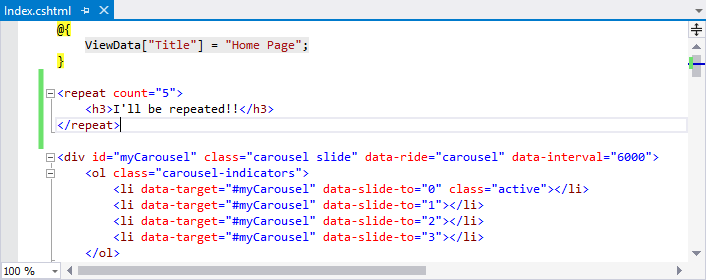 Index.cshtml
@{
    ViewData["Title"] = "Home Page";
}
<repeat count="5">
    <h3>I'll be repeated!!</h3>
</repeat>
<div id="myCarousel" class="carousel slide" data-ride="carousel" data-interval="6000">
    <ol class="carousel-indicators">
        <li data-target="#myCarousel" data-slide-to="0" class="active"></li>
        <li data-target="#myCarousel" data-slide-to="1"></li>
        <li data-target="#myCarousel" data-slide-to="2"></li>
        <li data-target="#myCarousel" data-slide-to="3"></li>
    </ol>
100 %